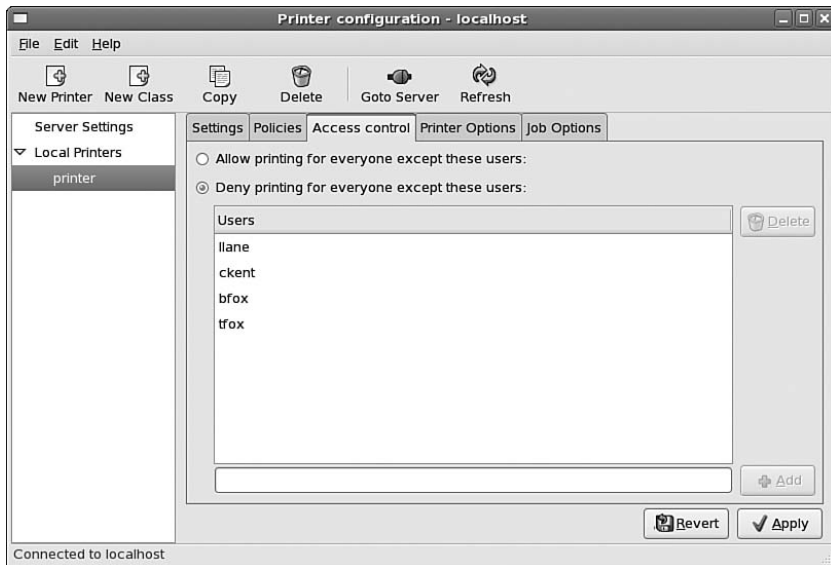 Printer configuration - localhost
File Edit Help
New Printer New Class Copy Delete Goto Server Refresh
Server Settings
Local Printers
printer
Settings Policies Access control Printer Options Job Options
Allow printing for everyone except these users:
Deny printing for everyone except these users:
Users
llane
ckent
bfox
tfox
Delete
Add
Revert Apply
Connected to localhost